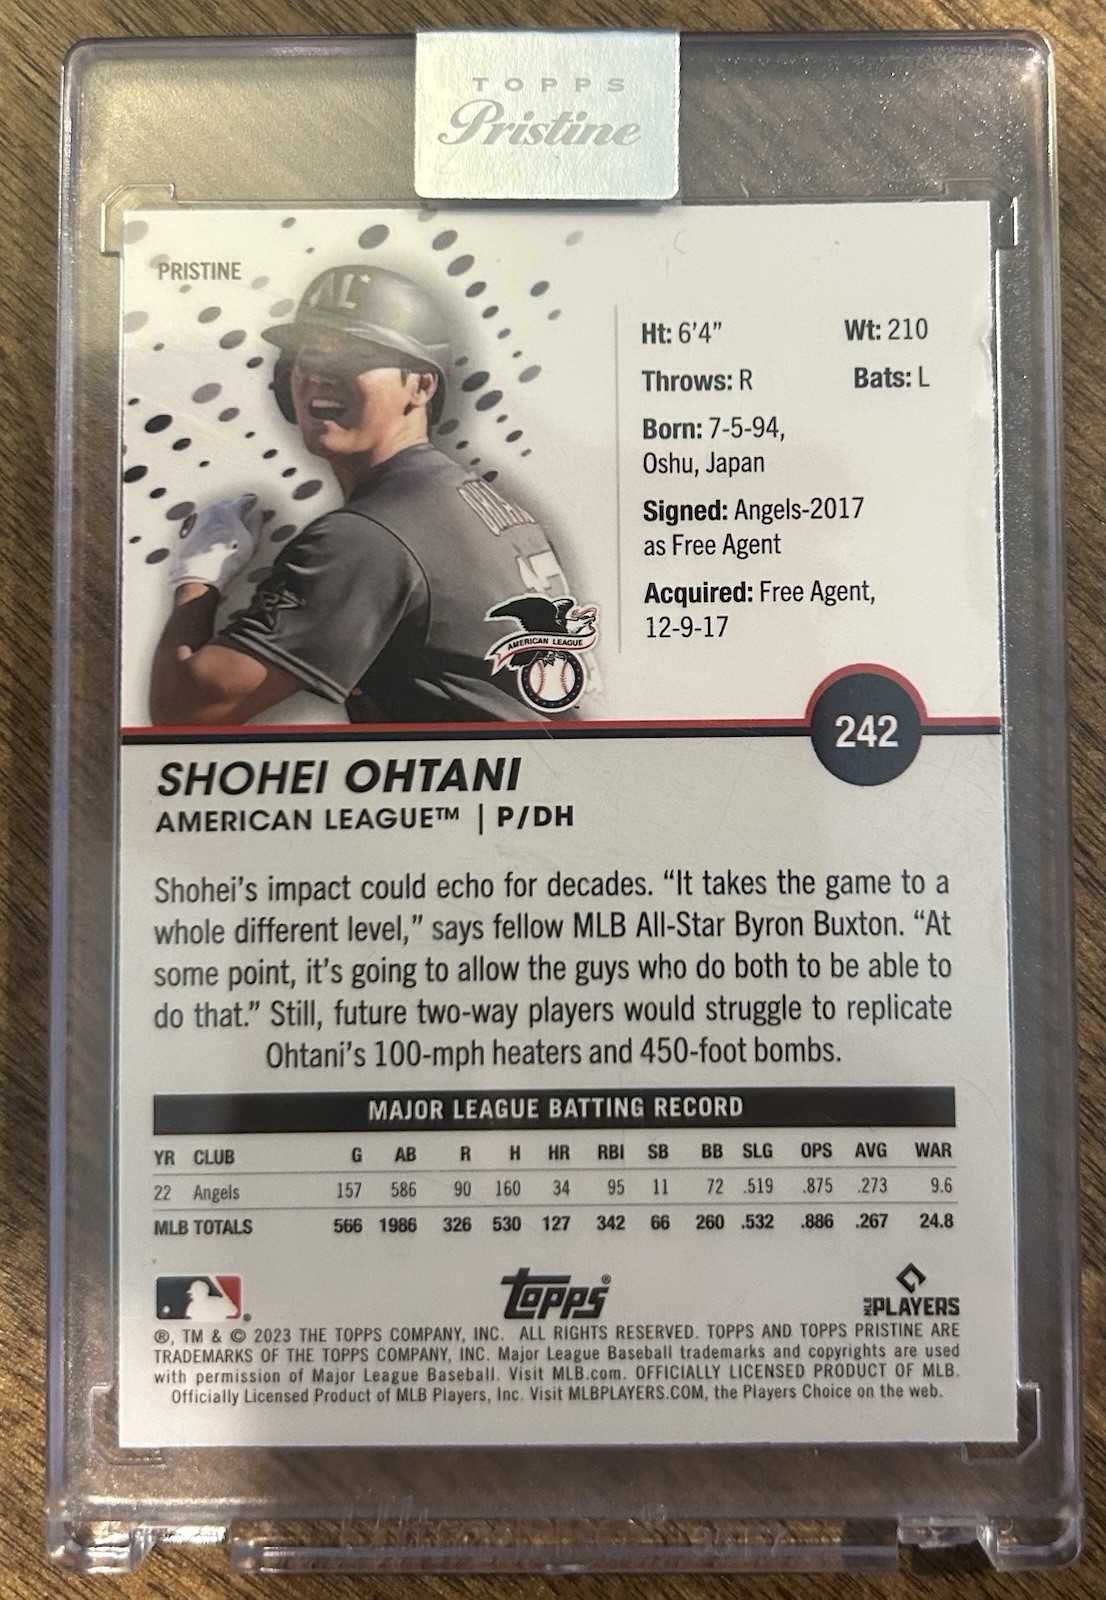 TOPPS
Pristine
PRISTINE
AL
Ht: 6'4" Wt: 210
Throws: R Bats: L
Born: 7-5-94,
Oshu, Japan
Signed: Angels-2017
as Free Agent
Acquired: Free Agent,
12-9-17
AMERICAN LEAGUE
242
SHOHEI OHTANI
AMERICAN LEAGUE™ | P/DH
Shohei's impact could echo for decades. “It takes the game to a
whole different level,” says fellow MLB All-Star Byron Buxton. “At
some point, it's going to allow the guys who do both to be able to
do that.” Still, future two-way players would struggle to replicate
Ohtani's 100-mph heaters and 450-foot bombs.
MAJOR LEAGUE BATTING RECORD
YR CLUB G AB R H HR RBI SB BB SLG OPS AVG WAR
22 Angels 157 586 90 160 34 95 11 72 .519 .875 .273 9.6
MLB TOTALS 566 1986 326 530 127 342 66 260 .532 .886 .267 24.8
topps® MLB PLAYERS
®, TM & © 2023 THE TOPPS COMPANY, INC. ALL RIGHTS RESERVED. TOPPS AND TOPPS PRISTINE ARE
TRADEMARKS OF THE TOPPS COMPANY, INC. Major League Baseball trademarks and copyrights are used
with permission of Major League Baseball. Visit MLB.com. OFFICIALLY LICENSED PRODUCT OF MLB.
Officially Licensed Product of MLB Players, Inc. Visit MLBPLAYERS.COM, the Players Choice on the web.